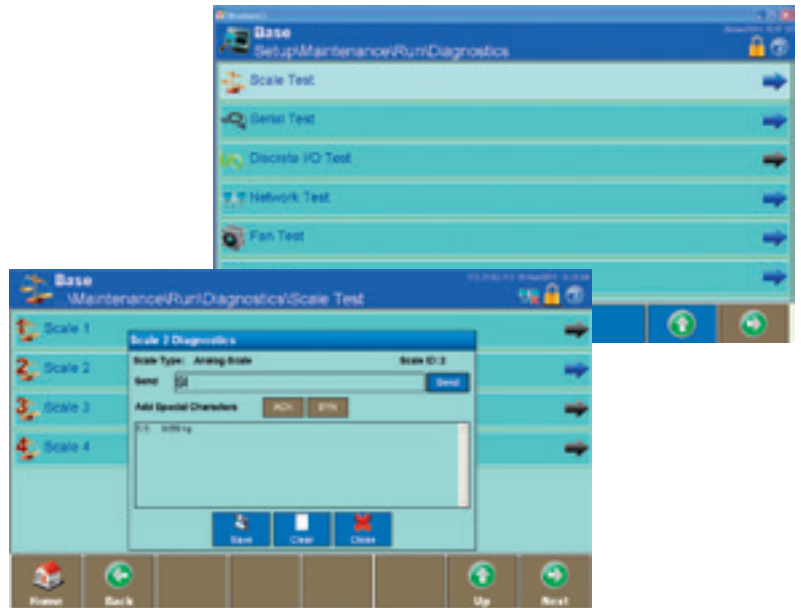 Base
Setup\Maintenance\Run\Diagnostics
Scale Test
Serial Test
Discrete I/O Test
Network Test
Fan Test
Base
\Maintenance\Run\Diagnostics\Scale Test
Scale 1
Scale 2
Scale 3
Scale 4
Scale 2 Diagnostics
Scale Type: Analog Scale Scale ID: 2
Send Send
Add Special Characters ACK SYN
Save Clear Close
Home Back Up Next